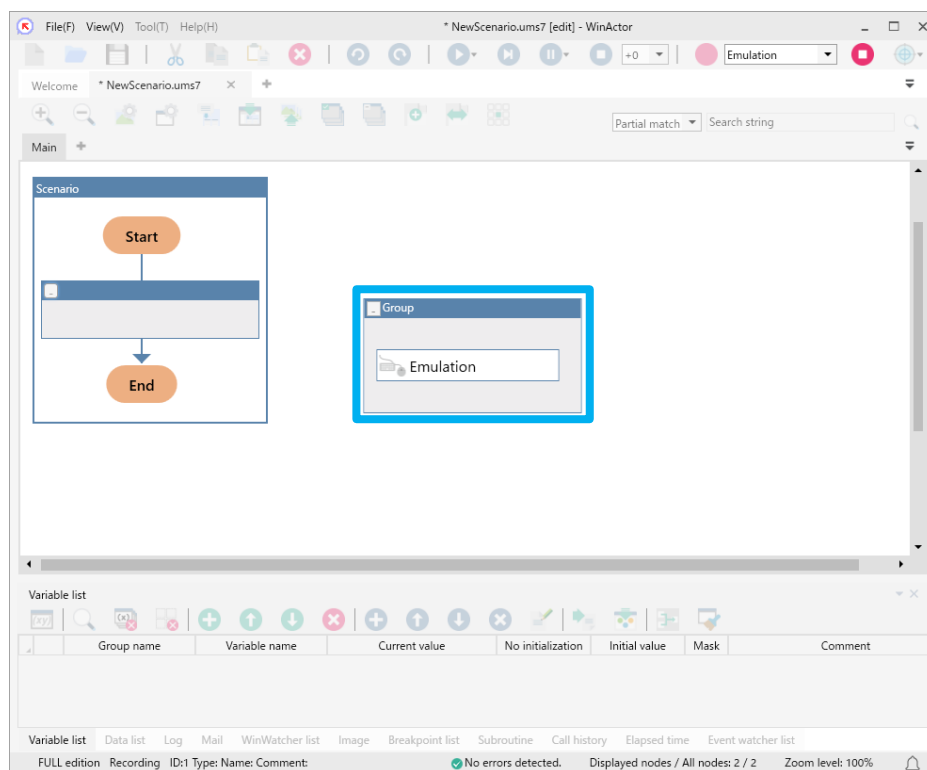 File(F) View(V) Tool(T) Help(H) * NewScenario.ums7 [edit] - WinActor
+0 Emulation
Welcome * NewScenario.ums7
Partial match Search string
Main
Scenario
Start
End
Group
Emulation
Variable list
Group name Variable name Current value No initialization Initial value Mask Comment
Variable list Data list Log Mail WinWatcher list Image Breakpoint list Subroutine Call history Elapsed time Event watcher list
FULL edition Recording ID:1 Type: Name: Comment: No errors detected. Displayed nodes / All nodes: 2 / 2 Zoom level: 100%